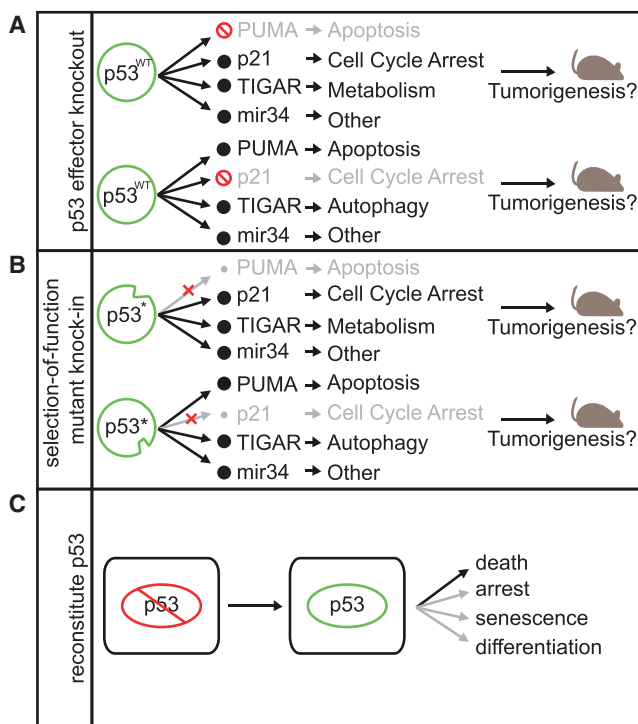 A
p53 effector knockout
p53WT
PUMA Apoptosis
p21 Cell Cycle Arrest
TIGAR Metabolism
mir34 Other
Tumorigenesis?
p53WT
PUMA Apoptosis
p21 Cell Cycle Arrest
TIGAR Autophagy
mir34 Other
Tumorigenesis?
B
selection-of-function
mutant knock-in
p53*
PUMA Apoptosis
p21 Cell Cycle Arrest
TIGAR Metabolism
mir34 Other
Tumorigenesis?
p53*
PUMA Apoptosis
p21 Cell Cycle Arrest
TIGAR Autophagy
mir34 Other
Tumorigenesis?
C
reconstitute p53
p53
p53
death
arrest
senescence
differentiation